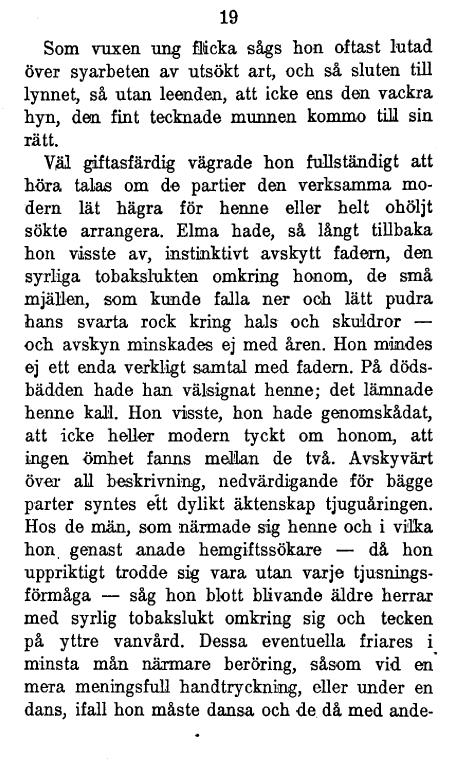 19
Som vuxen ung flicka sågs hon oftast lutad
över syarbeten av utsökt art, och så sluten till
lynnet, så utan leenden, att icke ens den vackra
hyn, den fint tecknade munnen kommo till sin
rätt.
Väl giftasfärdig vägrade hon fullständigt att
höra talas om de partier den verksamma mo-
dern lät hägra för henne eller helt ohöljt
sökte arrangera. Elma hade, så långt tillbaka
hon visste av, instinktivt avskytt fadern, den
syrliga tobakslukten omkring honom, de små
mjällen, som kunde falla ner och lätt pudra
hans svarta rock kring hals och skuldror —
och avskyn minskades ej med åren. Hon mindes
ej ett enda verkligt samtal med fadern. På döds-
bädden hade han välsignat henne; det lämnade
henne kall. Hon visste, hon hade genomskådat,
att icke heller modern tyckt om honom, att
ingen ömhet fanns mellan de två. Avskyvärt
över all beskrivning, nedvärdigande för bägge
parter syntes ett dylikt äktenskap tjuguåringen.
Hos de män, som närmade sig henne och i vilka
hon genast anade hemgiftssökare — då hon
uppriktigt trodde sig vara utan varje tjusnings-
förmåga — såg hon blott blivande äldre herrar
med syrlig tobakslukt omkring sig och tecken
på yttre vanvård. Dessa eventuella friares i
minsta mån närmare beröring, såsom vid en
mera meningsfull handtryckning, eller under en
dans, ifall hon måste dansa och de då med ande-